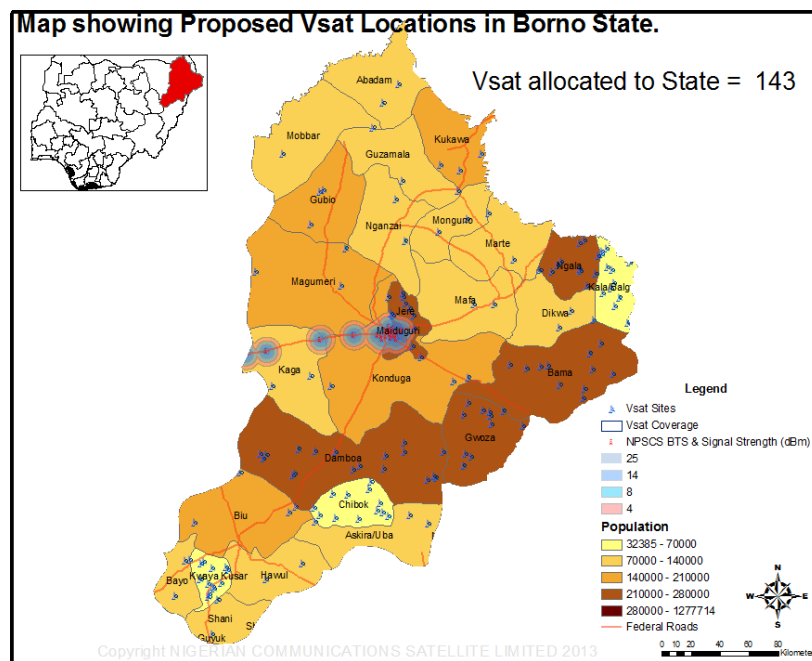 Map showing Proposed Vsat Locations in Borno State.
Vsat allocated to State = 143
Abadam
Mobbar
Kukawa
Guzamala
Gubio
Nganzai
Monguno
Marte
Ngala
Kala/Balg
Magumeri
Mafa
Jere
Dikwa
Maiduguri
Kaga
Konduga
Bama
Gwoza
Damboa
Chibok
Biu
Askira/Uba
Kwaya Kusar
Bayo
Hawul
Shani
Sh
Guyuk
Legend
Vsat Sites
Vsat Coverage
NPSCS BTS & Signal Strength (dBm)
25
14
8
4
Population
32385 - 70000
70000 - 140000
140000 - 210000
210000 - 280000
280000 - 1277714
Federal Roads
N
W E
S
0 10 20 40 60 80
Kilomete
Copyright NIGERIAN COMMUNICATIONS SATELLITE LIMITED 2013